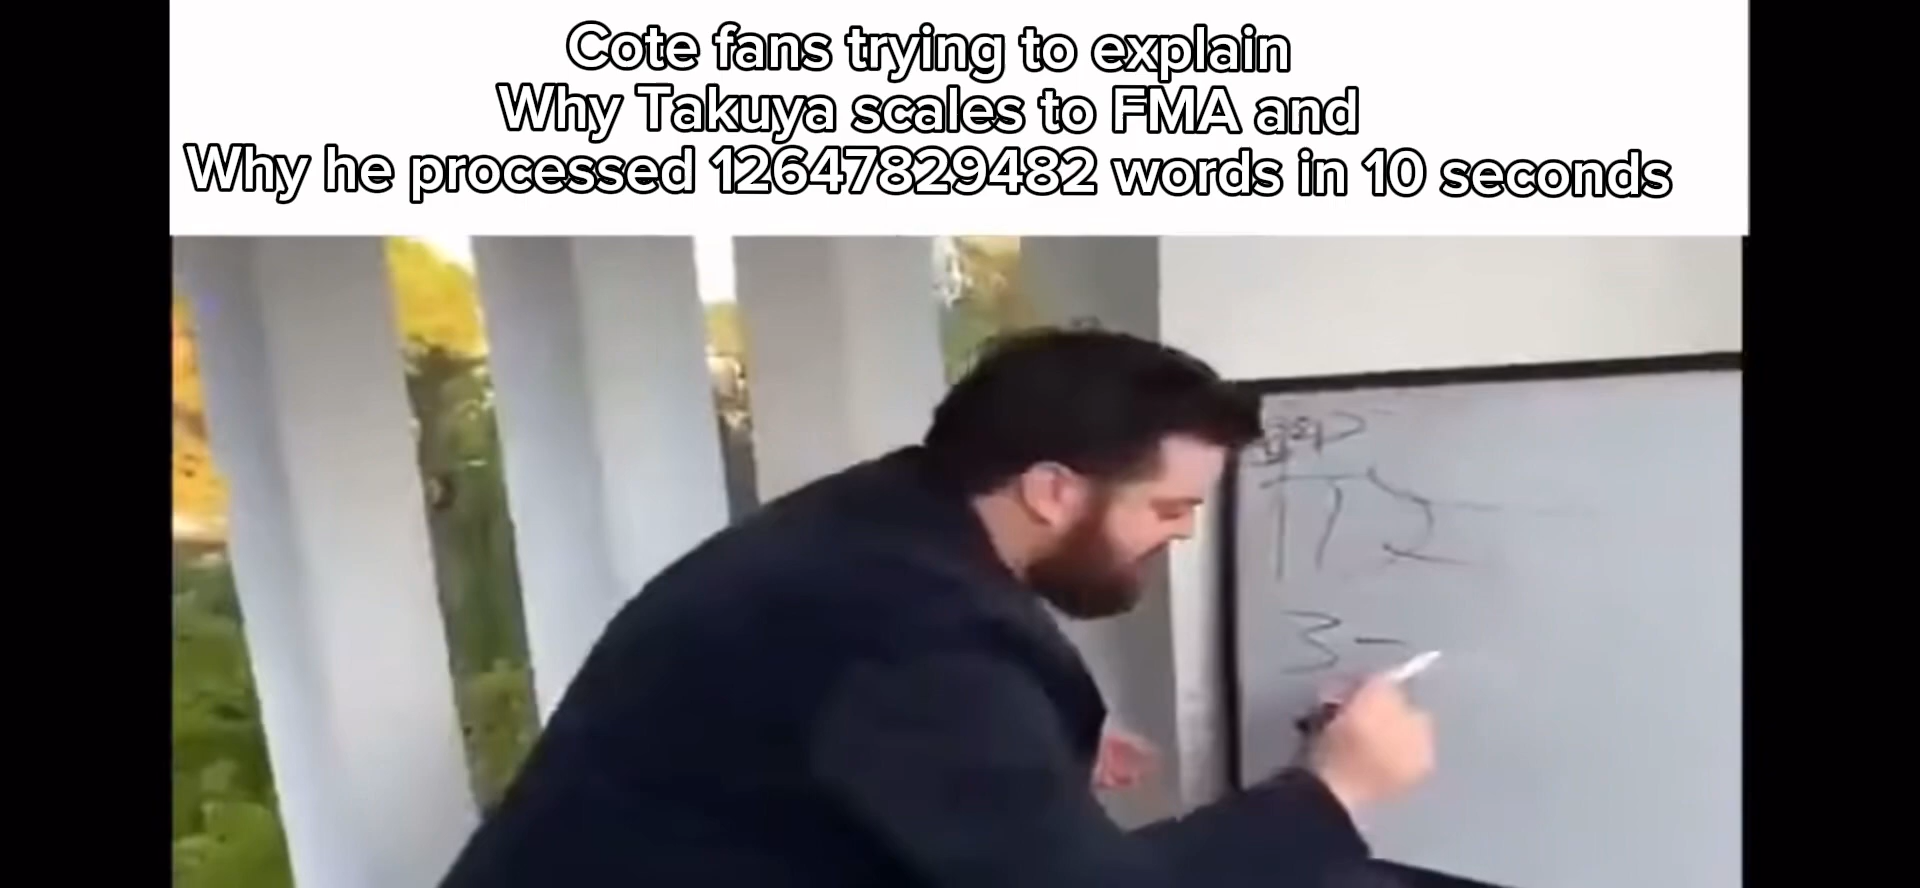 Cote fans trying to explain
Why Takuya scales to FMA and
Why he processed 12647829482 words in 10 seconds
3 –